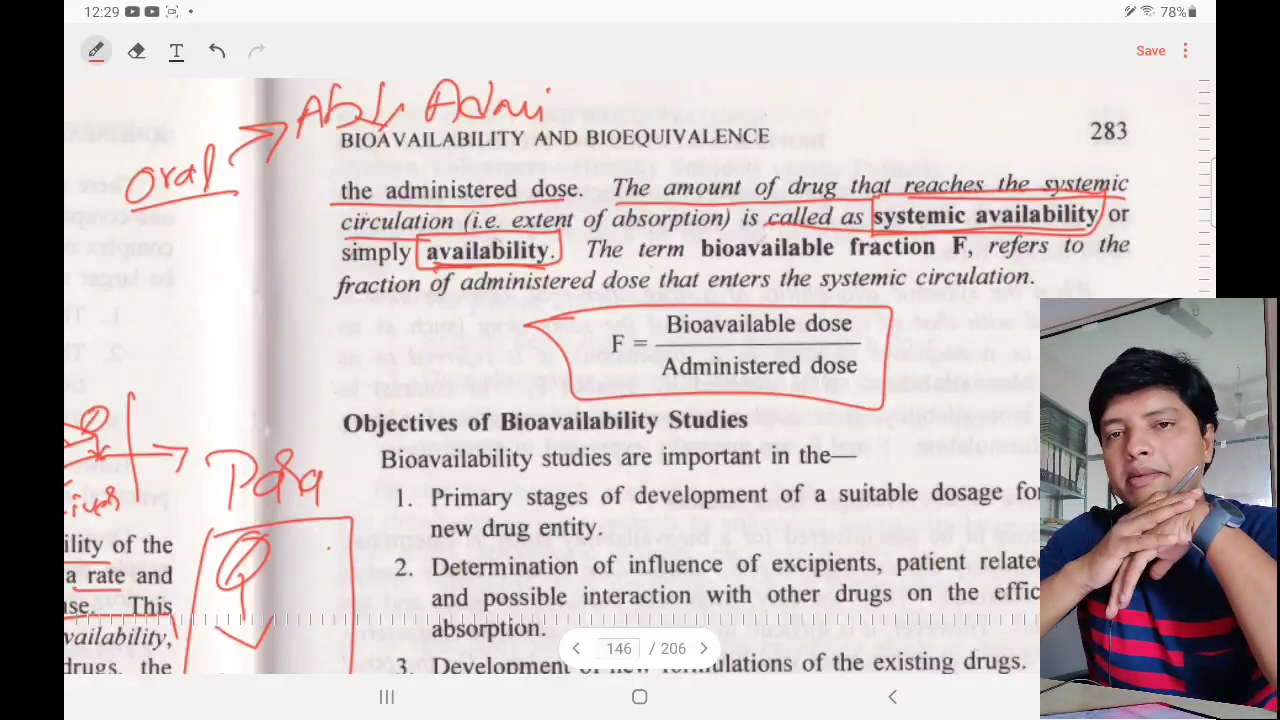 12:29
78%
T
Save
Absr Admi
oral
BIOAVAILABILITY AND BIOEQUIVALENCE
283
the administered dose. The amount of drug that reaches the systemic
circulation (i.e. extent of absorption) is called as systemic availability or
simply availability. The term bioavailable fraction F, refers to the
fraction of administered dose that enters the systemic circulation.
F = Bioavailable dose
Administered dose
Objectives of Bioavailability Studies
Bioavailability studies are important in the—
1. Primary stages of development of a suitable dosage for
new drug entity.
2. Determination of influence of excipients, patient relate
and possible interaction with other drugs on the effic
absorption.
3. Development of new formulations of the existing drugs.
ility of the
a rate and
nse. This
vailability,
drugs, the
146 / 206